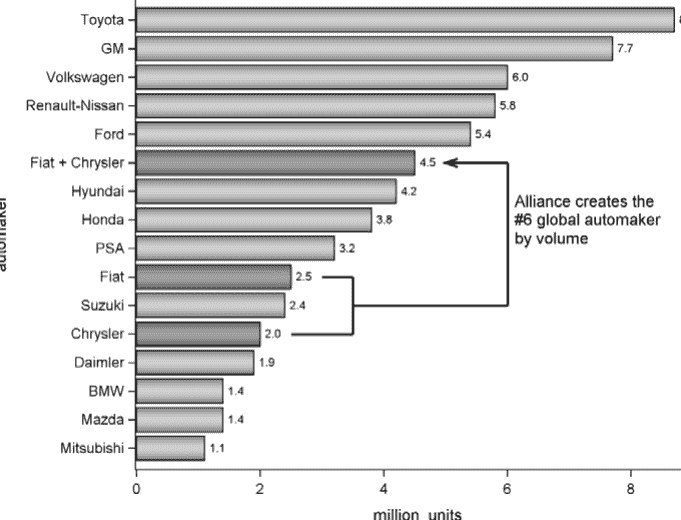 Toyota
GM 7.7
Volkswagen 6.0
Renault-Nissan 5.8
Ford 5.4
Fiat + Chrysler 4.5
Hyundai 4.2
Alliance creates the
#6 global automaker
by volume
Honda 3.8
PSA 3.2
Fiat 2.5
Suzuki 2.4
Chrysler 2.0
Daimler 1.9
BMW 1.4
Mazda 1.4
Mitsubishi 1.1
0 2 4 6 8
million units
automaker